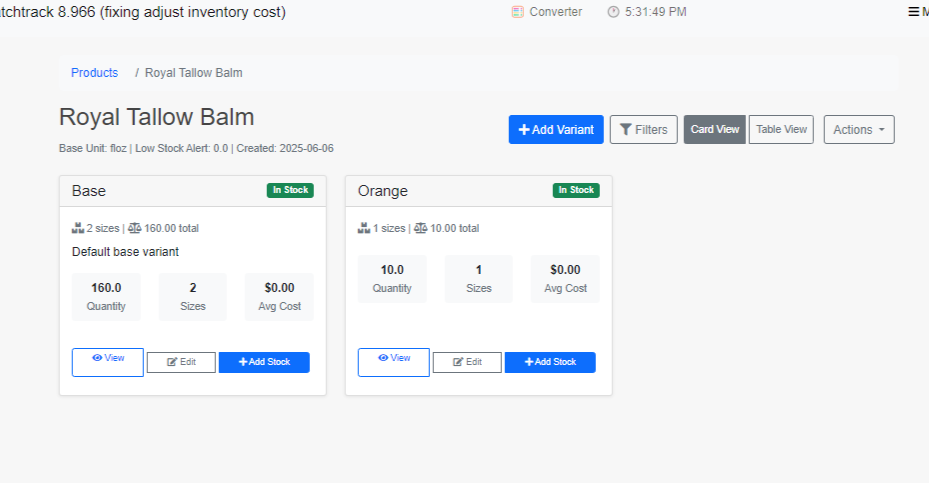 tchtrack 8.966 (fixing adjust inventory cost)
Converter
5:31:49 PM
Products / Royal Tallow Balm
Royal Tallow Balm
Base Unit: floz | Low Stock Alert: 0.0 | Created: 2025-06-06
Add Variant
Filters
Card View
Table View
Actions
Base
In Stock
2 sizes | 160.00 total
Default base variant
160.0
Quantity
2
Sizes
$0.00
Avg Cost
View
Edit
Add Stock
Orange
In Stock
1 sizes | 10.00 total
10.0
Quantity
1
Sizes
$0.00
Avg Cost
View
Edit
Add Stock